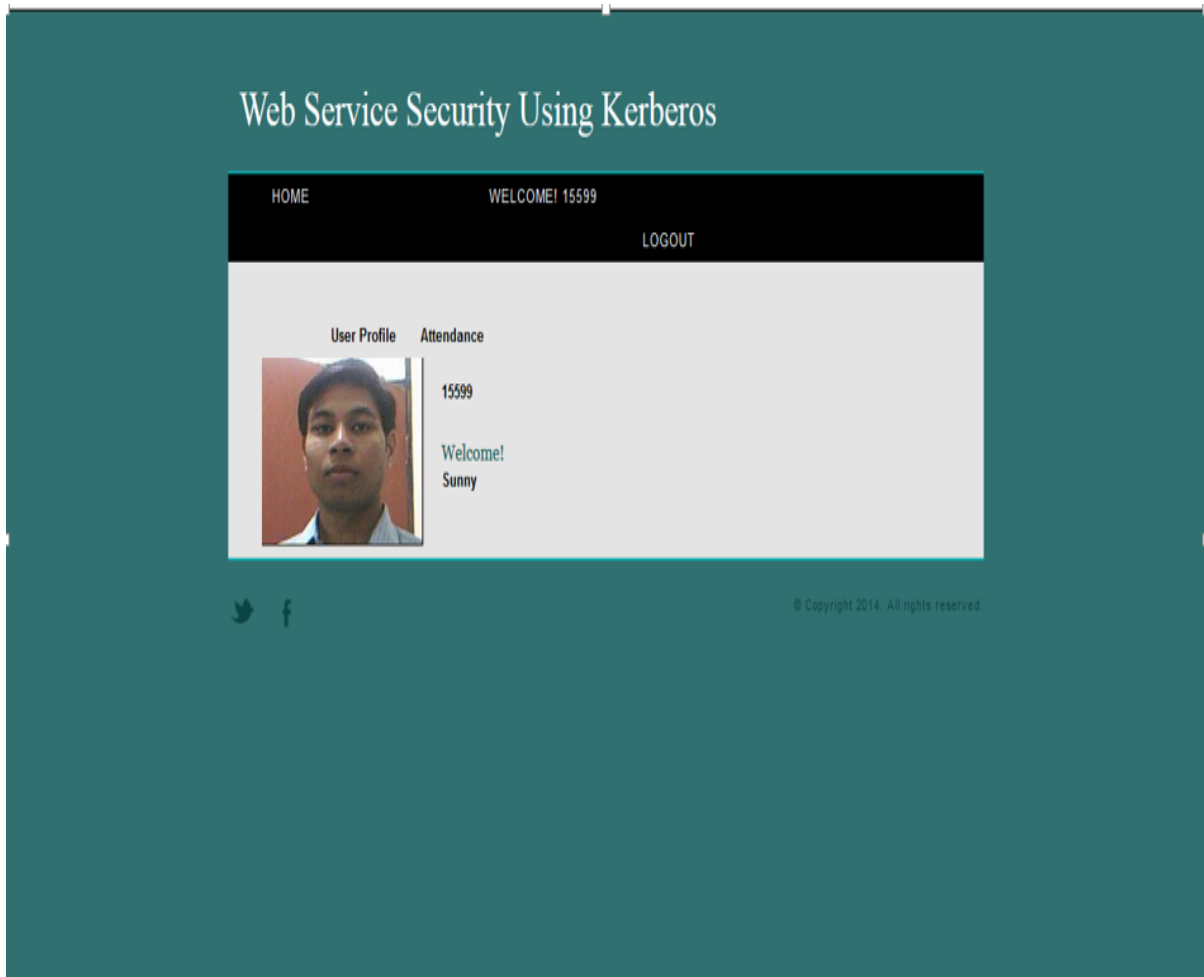 Web Service Security Using Kerberos
HOME WELCOME! 15599
LOGOUT
User Profile Attendance
15599
Welcome!
Sunny
© Copyright 2014. All rights reserved.